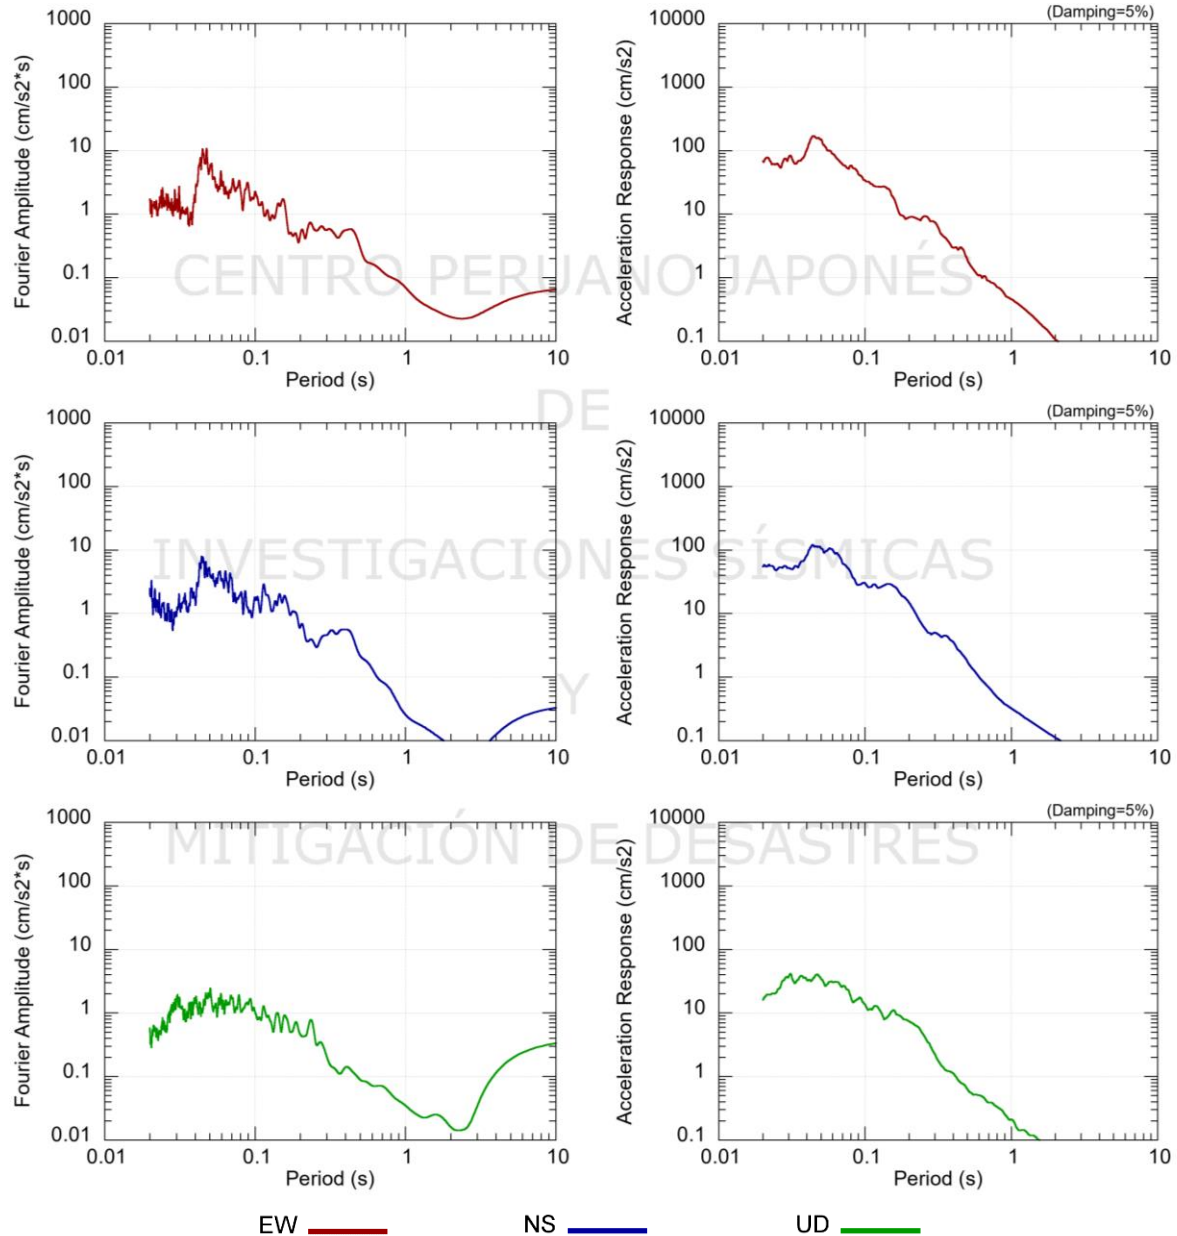 (Damping=5%)
1000
100
10
1
0.1
0.01
Fourier Amplitude (cm/s2*s)
0.01 0.1 1 10
Period (s)
10000
1000
100
10
1
0.1
Acceleration Response (cm/s2)
0.01 0.1 1 10
Period (s)
CENTRO PERUANO JAPONÉS
DE
(Damping=5%)
1000
100
10
1
0.1
0.01
Fourier Amplitude (cm/s2*s)
0.01 0.1 1 10
Period (s)
10000
1000
100
10
1
0.1
Acceleration Response (cm/s2)
0.01 0.1 1 10
Period (s)
INVESTIGACIONES SÍSMICAS
Y
(Damping=5%)
1000
100
10
1
0.1
0.01
Fourier Amplitude (cm/s2*s)
0.01 0.1 1 10
Period (s)
10000
1000
100
10
1
0.1
Acceleration Response (cm/s2)
0.01 0.1 1 10
Period (s)
MITIGACIÓN DE DESASTRES
EW NS UD